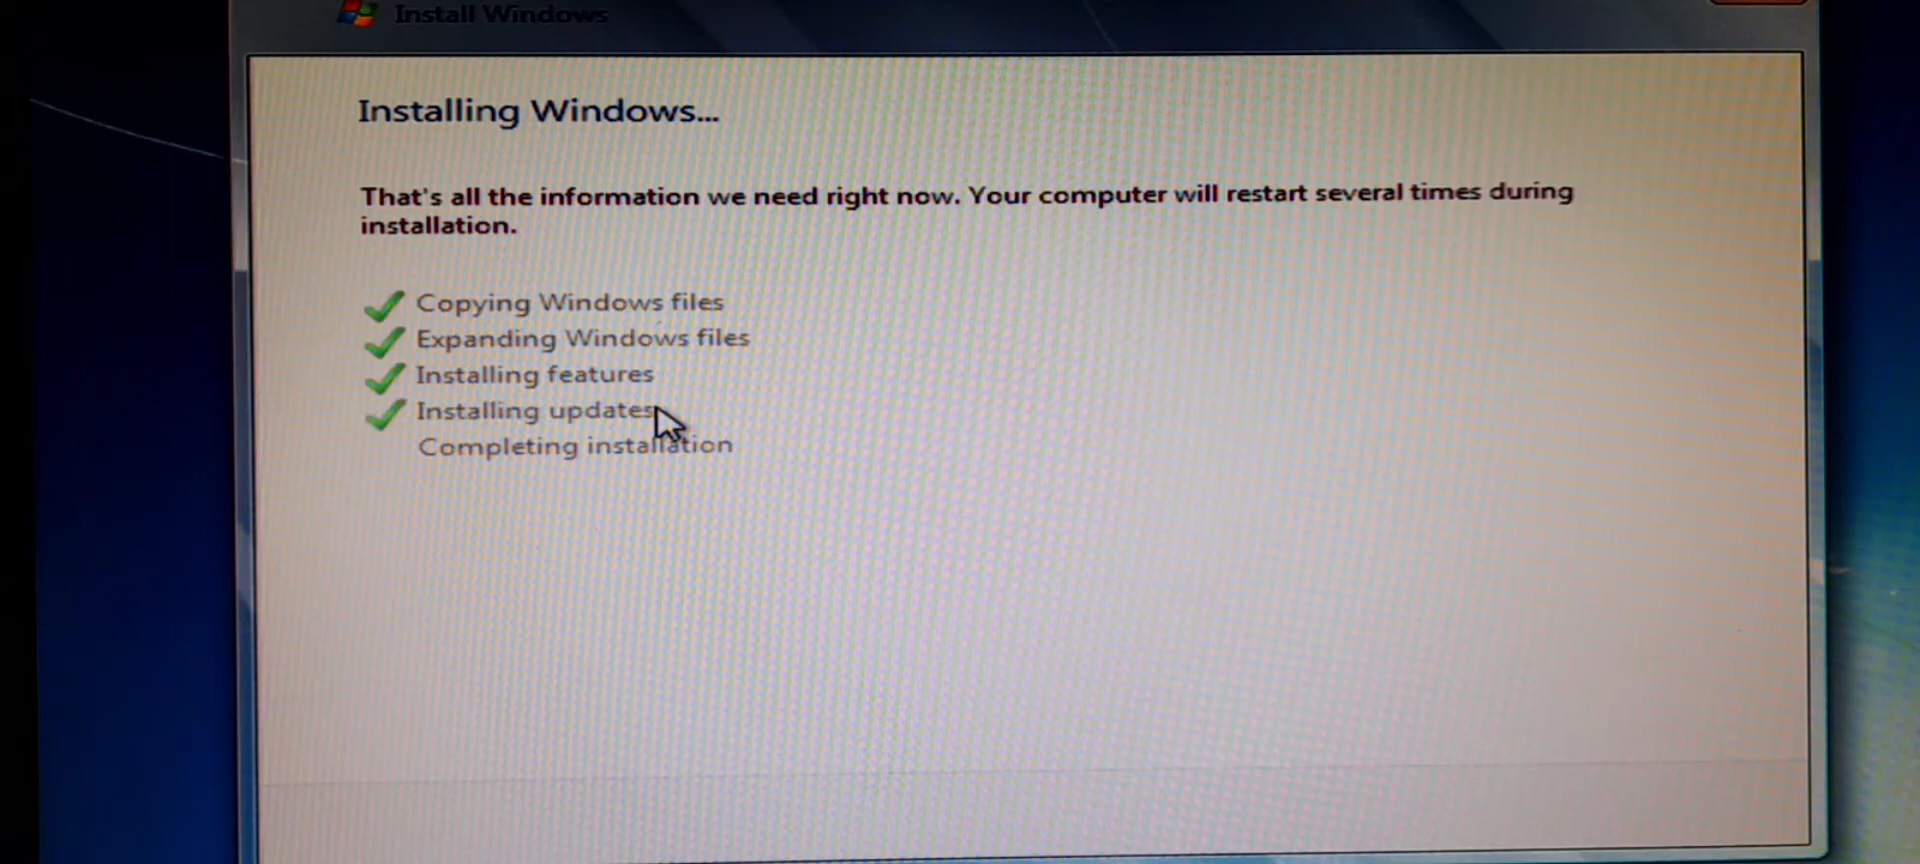 Install Windows
Installing Windows...
That's all the information we need right now. Your computer will restart several times during
installation.
Copying Windows files
Expanding Windows files
Installing features
Installing updates
Completing installation